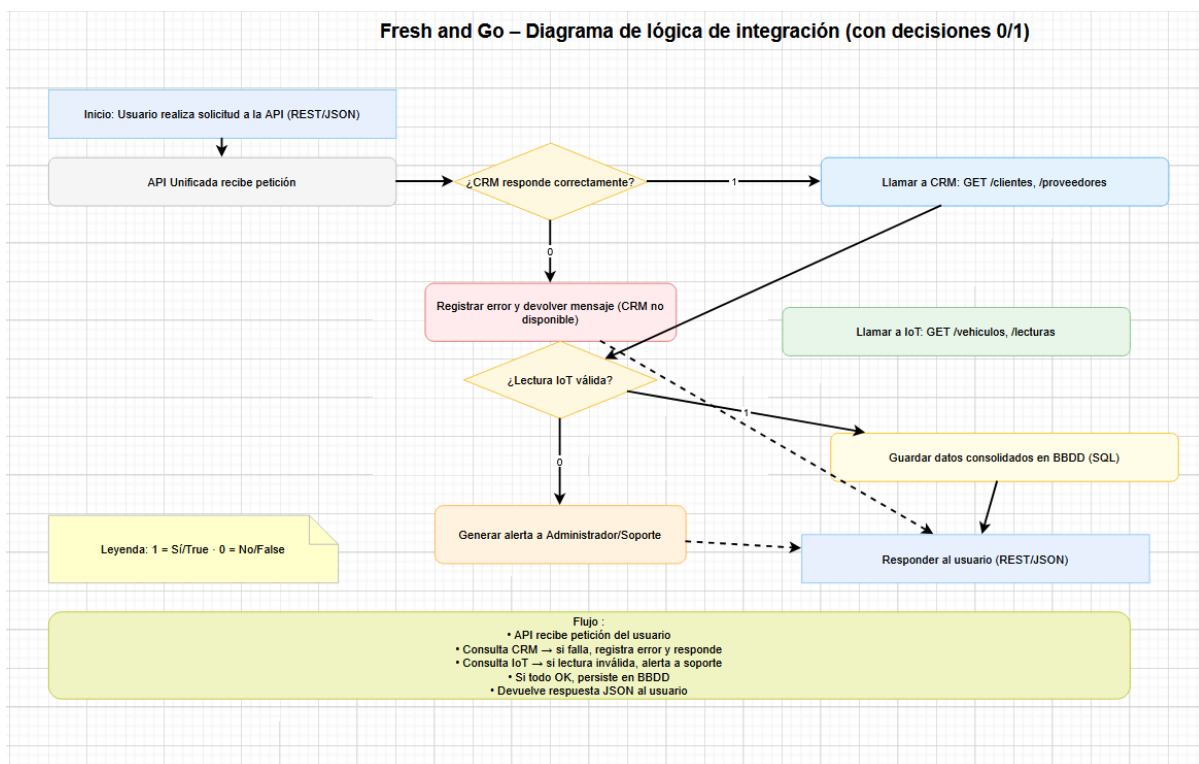 Fresh and Go – Diagrama de lógica de integración (con decisiones 0/1)
Inicio: Usuario realiza solicitud a la API (REST/JSON)
API Unificada recibe petición
¿CRM responde correctamente?
1
Llamar a CRM: GET /clientes, /proveedores
0
Registrar error y devolver mensaje (CRM no
disponible)
Llamar a IoT: GET /vehiculos, /lecturas
¿Lectura IoT válida?
1
Guardar datos consolidados en BBDD (SQL)
0
Generar alerta a Administrador/Soporte
Responder al usuario (REST/JSON)
Leyenda: 1 = Sí/True · 0 = No/False
Flujo :
• API recibe petición del usuario
• Consulta CRM → si falla, registra error y responde
• Consulta IoT → si lectura inválida, alerta a soporte
• Si todo OK, persiste en BBDD
• Devuelve respuesta JSON al usuario